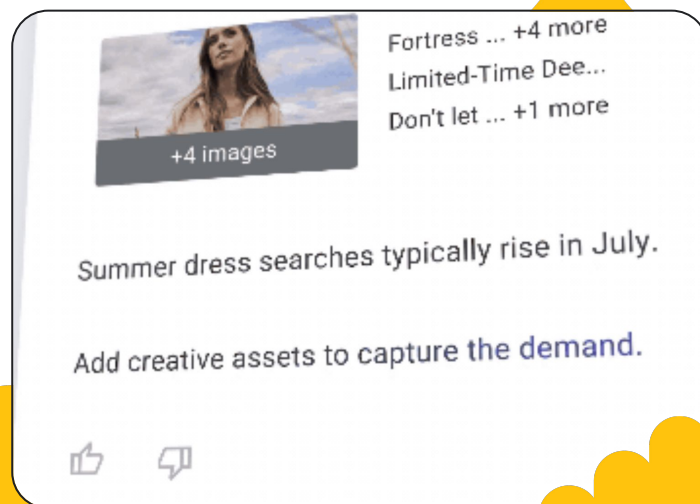 Fortress ... +4 more
Limited-Time Dee...
Don't let ... +1 more
+4 images
Summer dress searches typically rise in July.
Add creative assets to capture the demand.